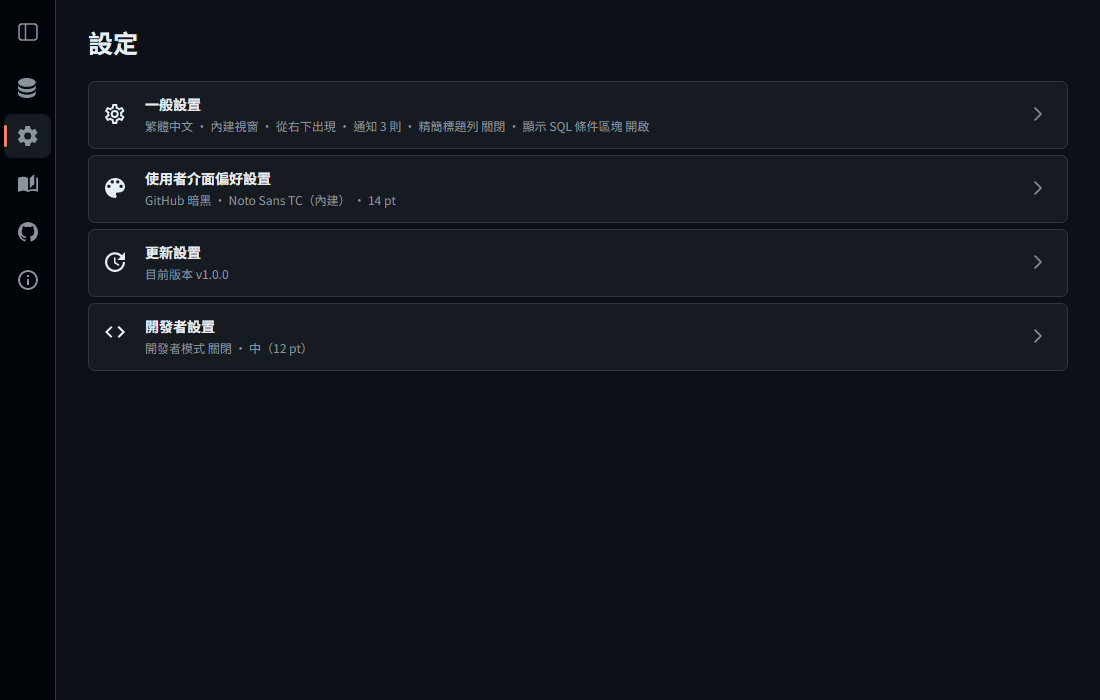 設定
一般設置
繁體中文 • 內建視窗 • 從右下出現 • 通知 3 則 • 精簡標題列 關閉 • 顯示 SQL 條件區塊 開啟
使用者介面偏好設置
GitHub 暗黑 • Noto Sans TC（內建） • 14 pt
更新設置
目前版本 v1.0.0
開發者設置
開發者模式 關閉 • 中（12 pt）